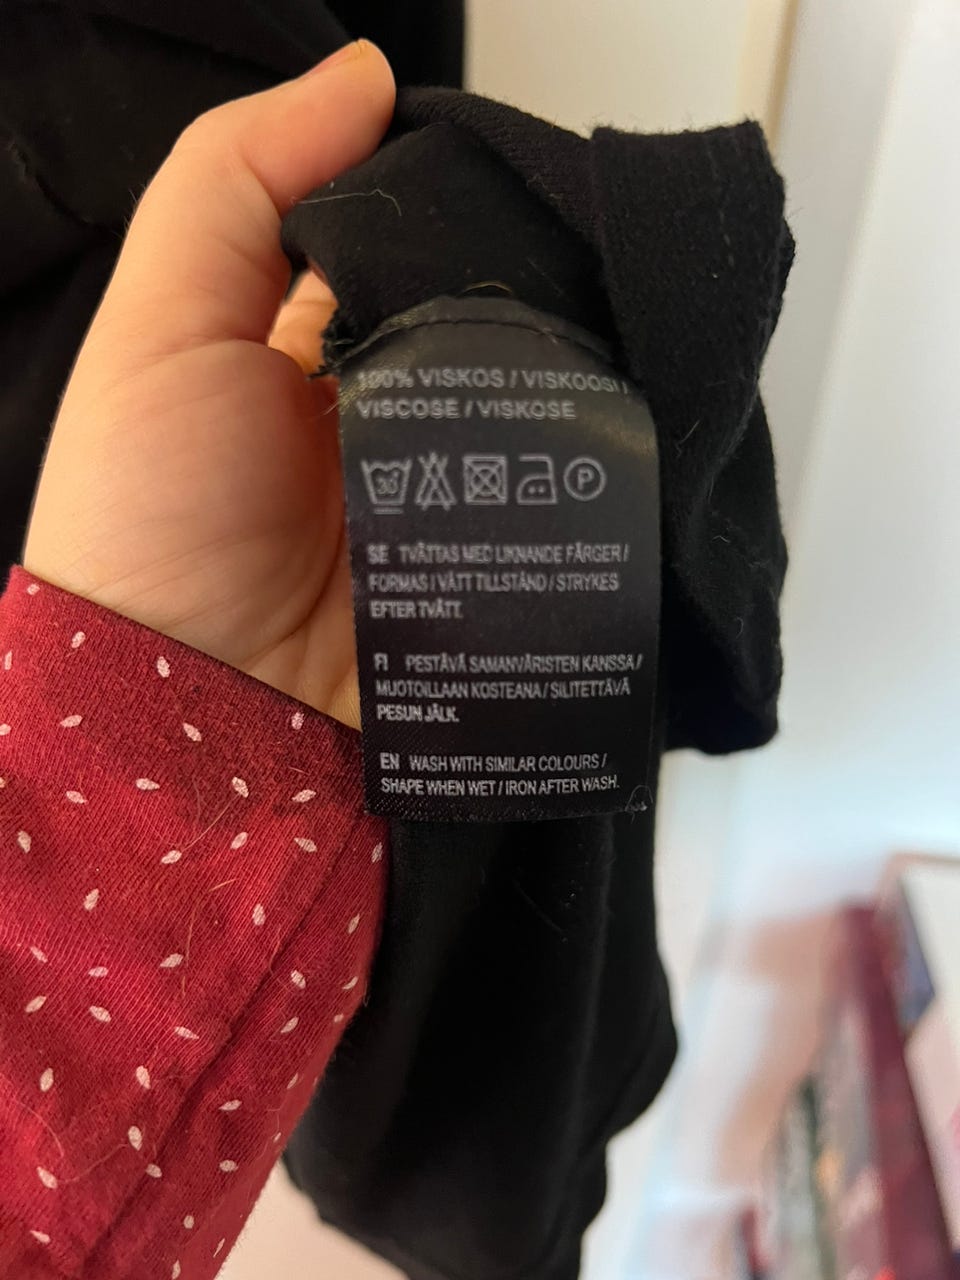 100% VISKOS / VISKOOSI /
VISCOSE / VISKOSE
30 P
SE TVÄTTAS MED LIKNANDE FÄRGER /
FORMAS I VÅTT TILLSTÅND / STRYKES
EFTER TVÄTT.
FI PESTÄVÄ SAMANVÄRISTEN KANSSA /
MUOTOILLAAN KOSTEANA / SILITETTÄVÄ
PESUN JÄLK.
EN WASH WITH SIMILAR COLOURS /
SHAPE WHEN WET / IRON AFTER WASH.